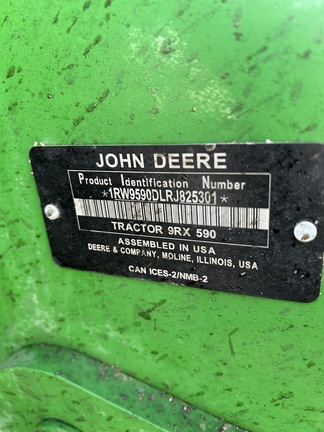 JOHN DEERE
Product Identification Number
*1RW9590DLRJ825301*
TRACTOR 9RX 590
ASSEMBLED IN USA
DEERE & COMPANY, MOLINE, ILLINOIS, USA
CAN ICES-2/NMB-2